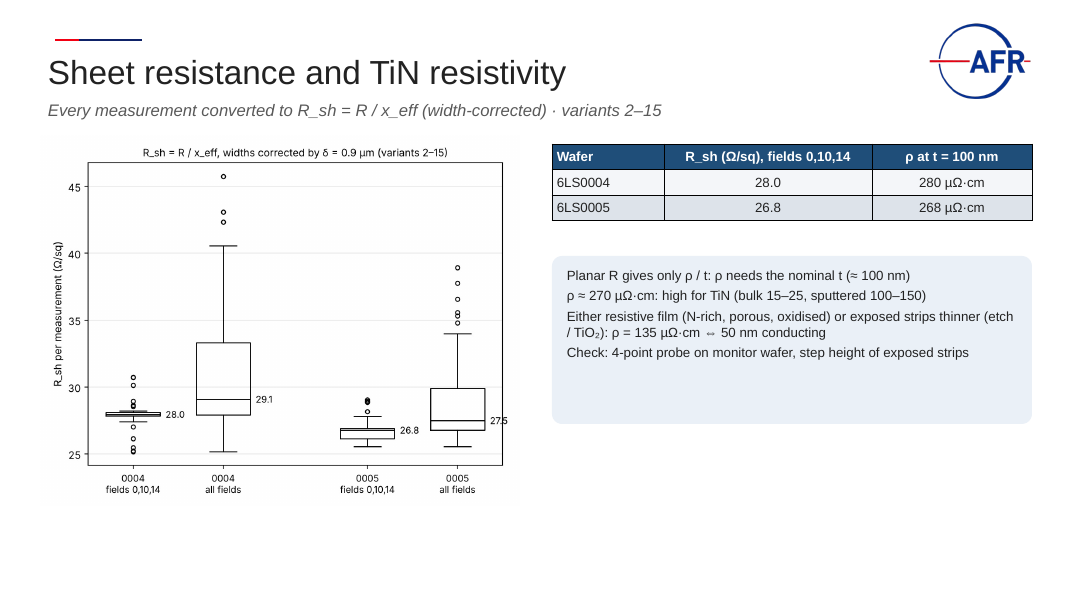 AFR
Sheet resistance and TiN resistivity
Every measurement converted to R_sh = R / x_eff (width-corrected) · variants 2–15
R_sh = R / x_eff, widths corrected by δ = 0.9 µm (variants 2–15)
R_sh per measurement (Ω/sq)
45
40
35
30
25
28.0
29.1
26.8
27.5
0004
fields 0,10,14
0004
all fields
0005
fields 0,10,14
0005
all fields
Wafer R_sh (Ω/sq), fields 0,10,14 ρ at t = 100 nm
6LS0004 28.0 280 µΩ·cm
6LS0005 26.8 268 µΩ·cm
Planar R gives only ρ / t: ρ needs the nominal t (≈ 100 nm)
ρ ≈ 270 µΩ·cm: high for TiN (bulk 15–25, sputtered 100–150)
Either resistive film (N-rich, porous, oxidised) or exposed strips thinner (etch
/ TiO₂): ρ = 135 µΩ·cm ⇔ 50 nm conducting
Check: 4-point probe on monitor wafer, step height of exposed strips